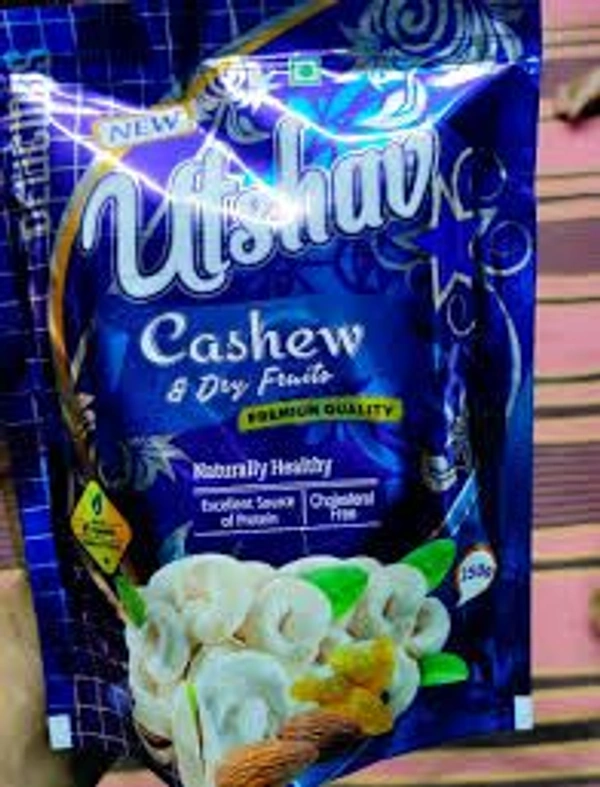 NEW
Utshav
Cashew
& Dry Fruits
PREMIUM QUALITY
Naturally Healthy
Excellent Source
of Protein
Cholesterol
Free
150g